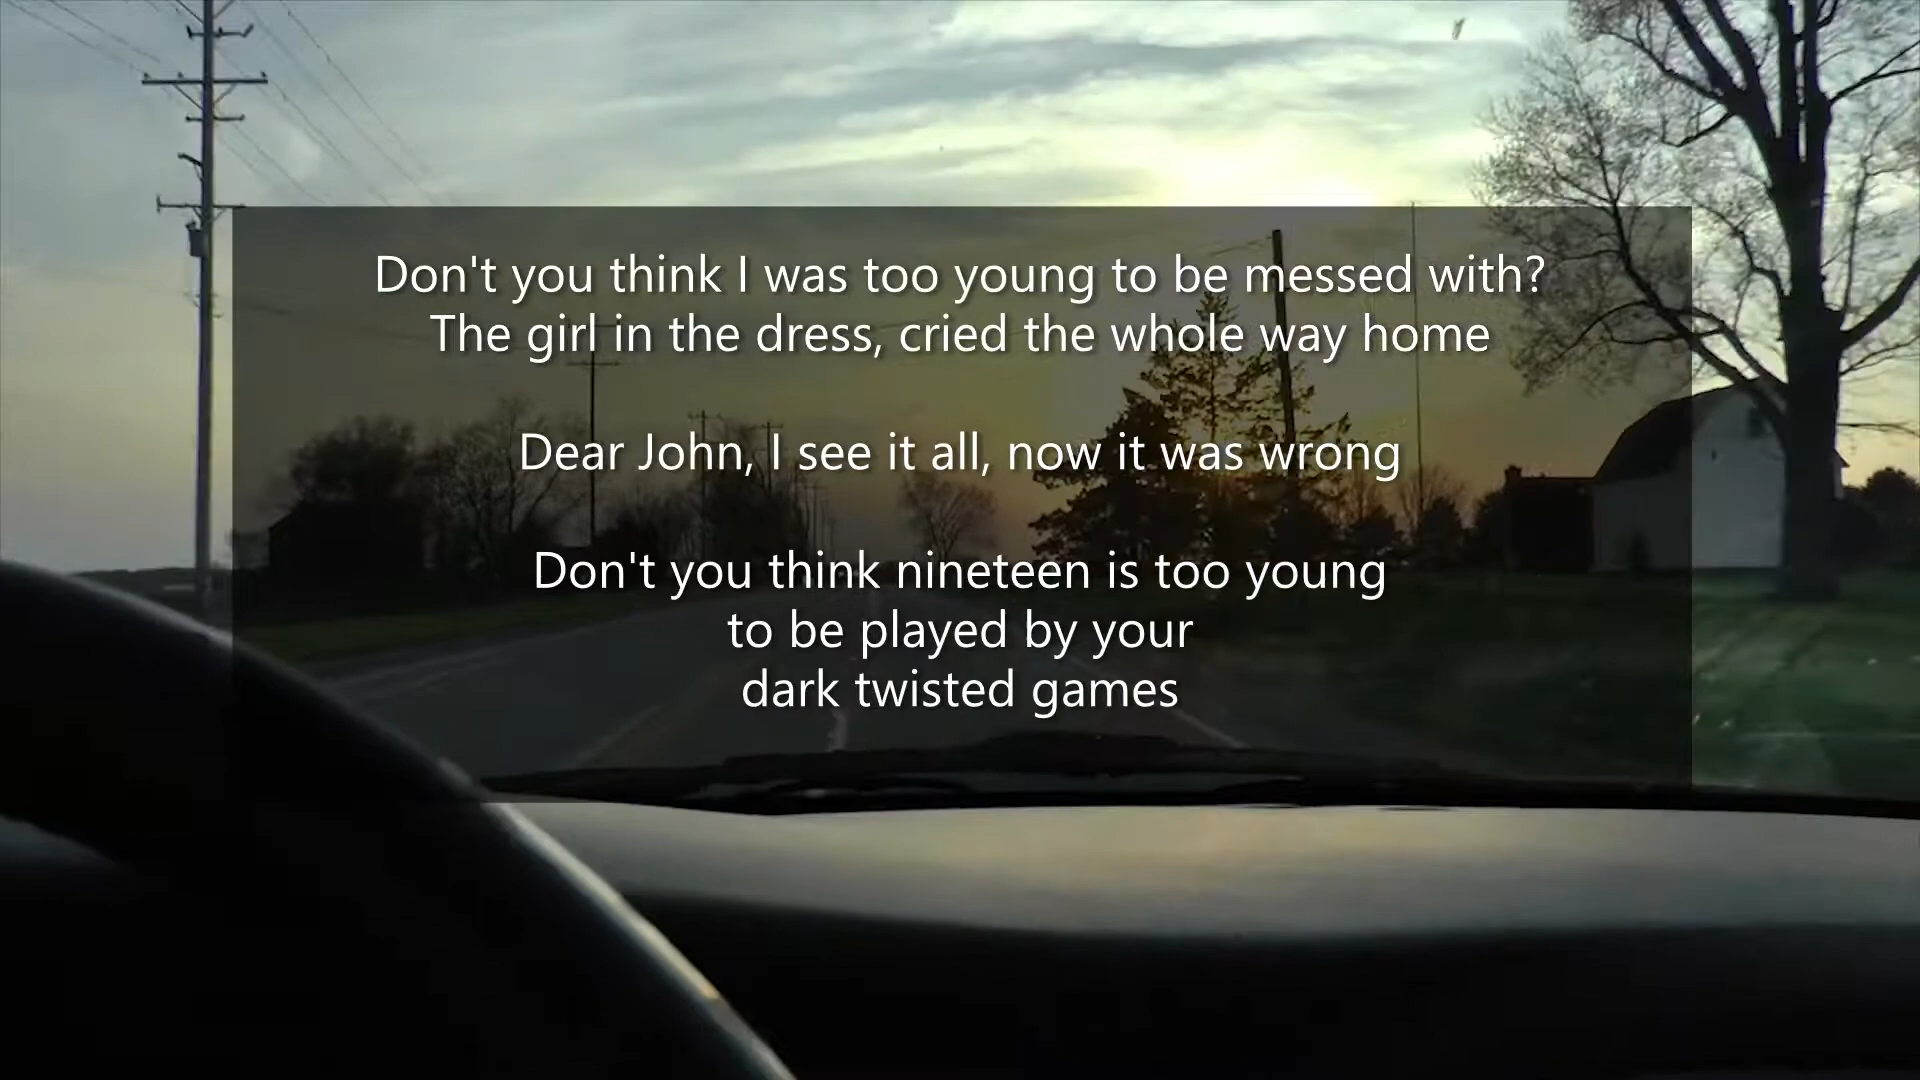 Don't you think I was too young to be messed with?
The girl in the dress, cried the whole way home
Dear John, I see it all, now it was wrong
Don't you think nineteen is too young
to be played by your
dark twisted games